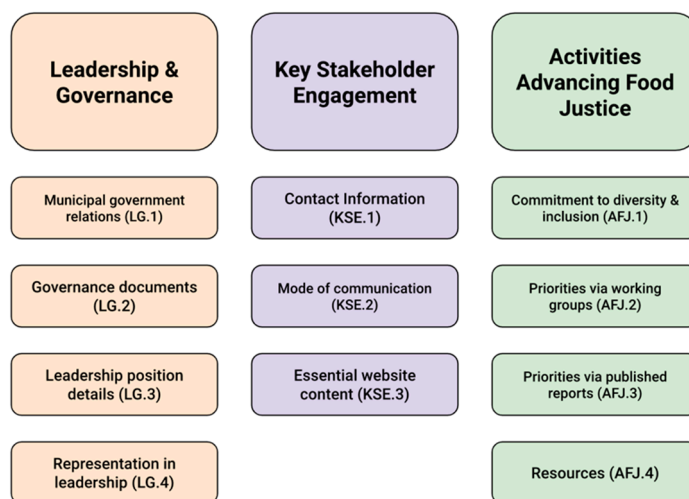 Leadership &
Governance
Municipal government
relations (LG.1)
Governance documents
(LG.2)
Leadership position
details (LG.3)
Representation in
leadership (LG.4)
Key Stakeholder
Engagement
Contact Information
(KSE.1)
Mode of communication
(KSE.2)
Essential website
content (KSE.3)
Activities
Advancing Food
Justice
Commitment to diversity &
inclusion (AFJ.1)
Priorities via working
groups (AFJ.2)
Priorities via published
reports (AFJ.3)
Resources (AFJ.4)